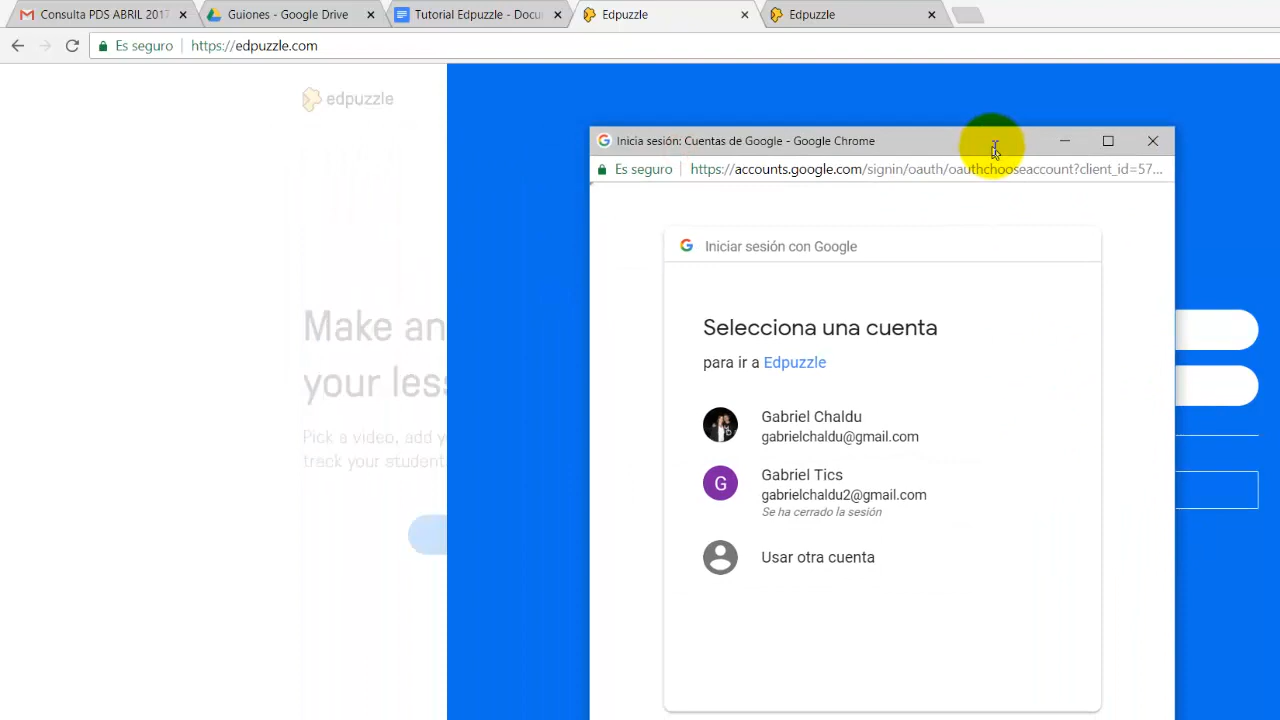 Consulta PDS ABRIL 2017
Guiones - Google Drive
Tutorial Edpuzzle - Docu
Edpuzzle
Edpuzzle
Es seguro
https://edpuzzle.com
edpuzzle
Inicia sesión: Cuentas de Google - Google Chrome
Es seguro
https://accounts.google.com/signin/oauth/oauthchooseaccount?client_id=57...
Iniciar sesión con Google
Make an
your les
Selecciona una cuenta
para ir a Edpuzzle
Pick a video, add y
track your student
Gabriel Chaldu
gabrielchaldu@gmail.com
G
Gabriel Tics
gabrielchaldu2@gmail.com
Se ha cerrado la sesión
Usar otra cuenta